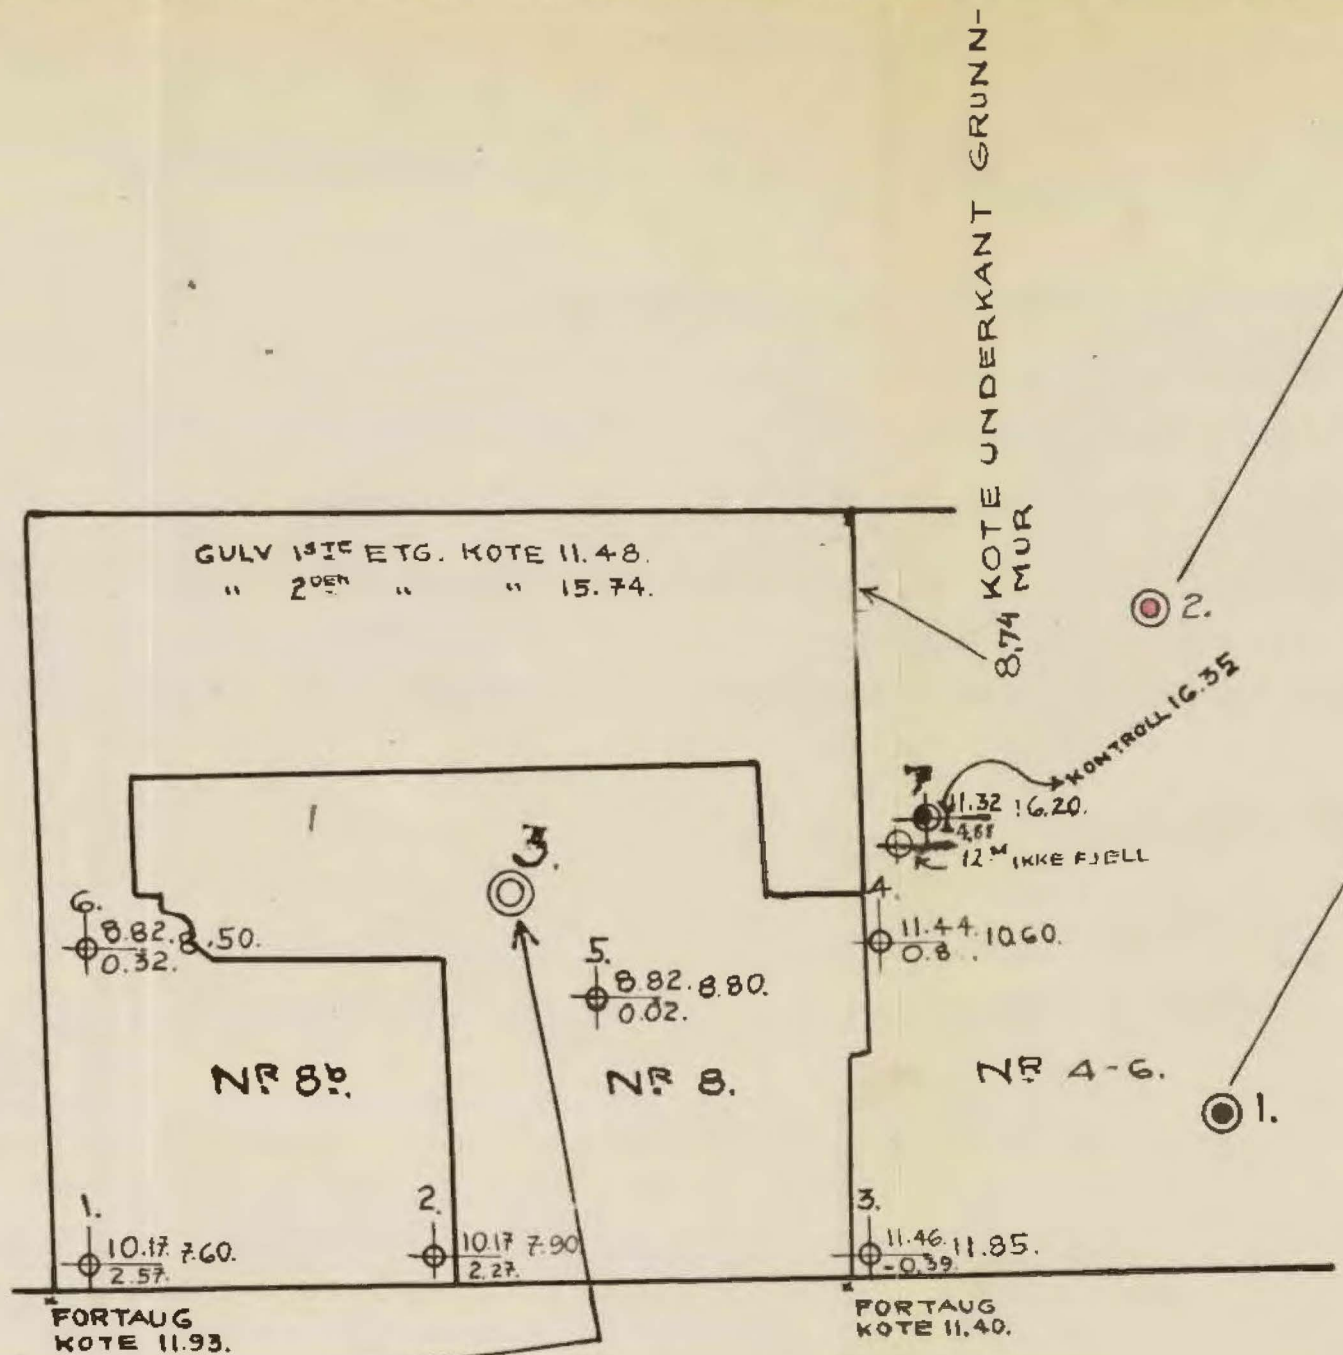 KOTE UNDERKANT GRUNN-
MUR
8,74
GULV 1STE ETG. KOTE 11.48.
" 2DEN " " 15.74.
2.
KONTROLL 16.35
7
11.32 16.20.
4,88
12 M IKKE FJELL
3.
4.
11.44. 10.60.
0.8
6.
8.82. 8.50.
0.32.
5.
8.82. 8.80.
0.02.
NR 8b.
NR 8.
NR 4-6.
1.
1.
10.17. 7.60.
2.57.
2.
10.17 7.90
2.27.
3.
11.46. 11.85.
-0.39.
FORTAUG
KOTE 11.93.
FORTAUG
KOTE 11.40.